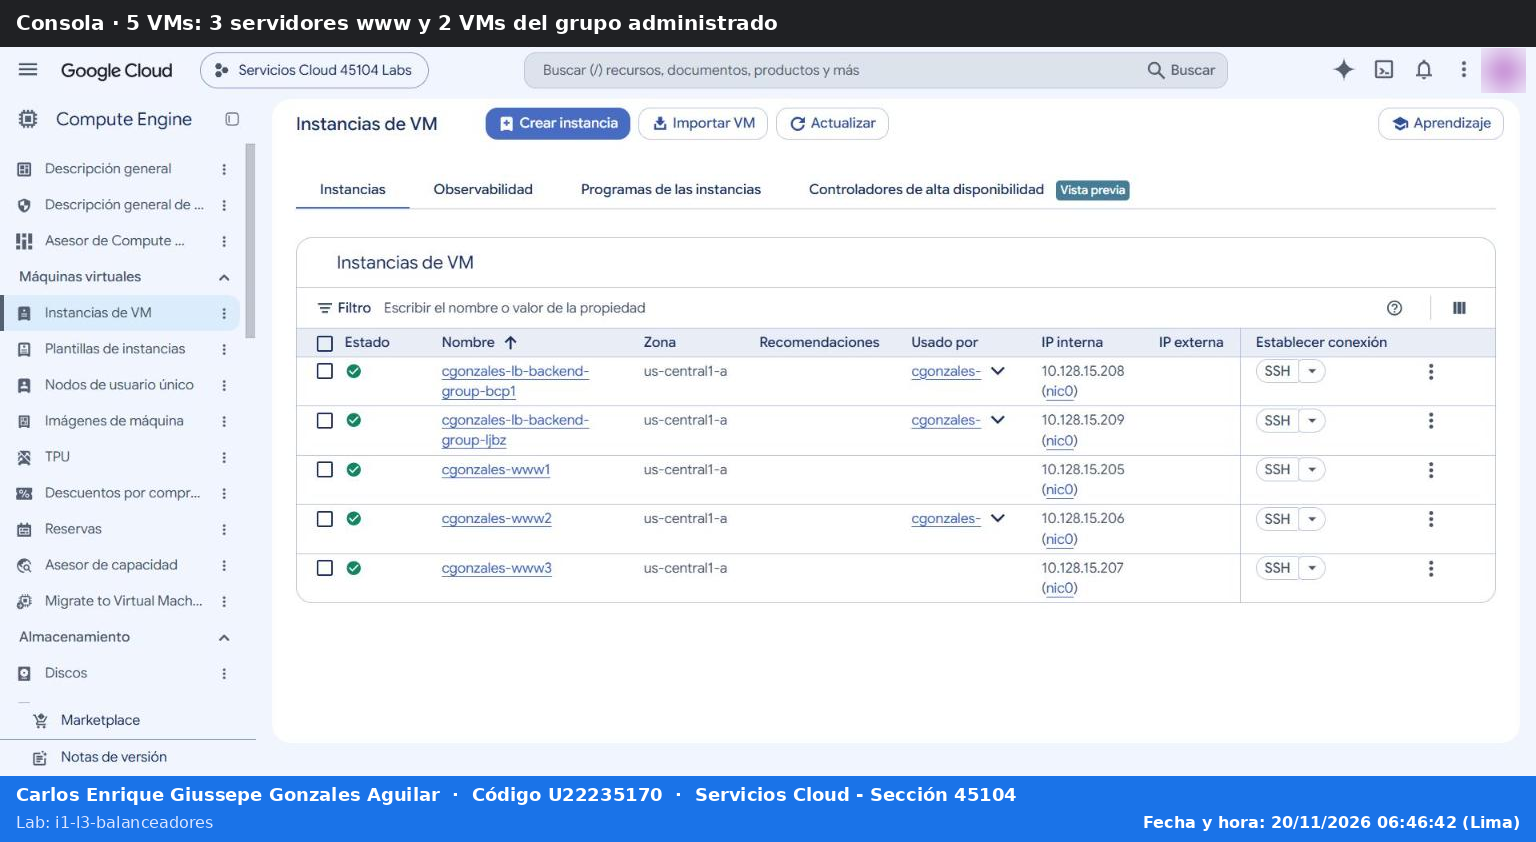 Consola · 5 VMs: 3 servidores www y 2 VMs del grupo administrado
Google Cloud
Servicios Cloud 45104 Labs
Buscar (/) recursos, documentos, productos y más
Buscar
Compute Engine
Instancias de VM
Crear instancia
Importar VM
Actualizar
Aprendizaje
Descripción general
Descripción general de ...
Asesor de Compute ...
Máquinas virtuales
Instancias de VM
Plantillas de instancias
Nodos de usuario único
Imágenes de máquina
TPU
Descuentos por compr...
Reservas
Asesor de capacidad
Migrate to Virtual Mach...
Almacenamiento
Discos
Marketplace
Notas de versión
Instancias
Observabilidad
Programas de las instancias
Controladores de alta disponibilidad
Vista previa
Instancias de VM
Filtro Escribir el nombre o valor de la propiedad
Estado Nombre Zona Recomendaciones Usado por IP interna IP externa Establecer conexión
cgonzales-lb-backend- us-central1-a cgonzales- 10.128.15.208 SSH
group-bcp1 (nic0)
cgonzales-lb-backend- us-central1-a cgonzales- 10.128.15.209 SSH
group-ljbz (nic0)
cgonzales-www1 us-central1-a 10.128.15.205 SSH
(nic0)
cgonzales-www2 us-central1-a cgonzales- 10.128.15.206 SSH
(nic0)
cgonzales-www3 us-central1-a 10.128.15.207 SSH
(nic0)
Carlos Enrique Giussepe Gonzales Aguilar · Código U22235170 · Servicios Cloud - Sección 45104
Lab: i1-l3-balanceadores
Fecha y hora: 20/11/2026 06:46:42 (Lima)